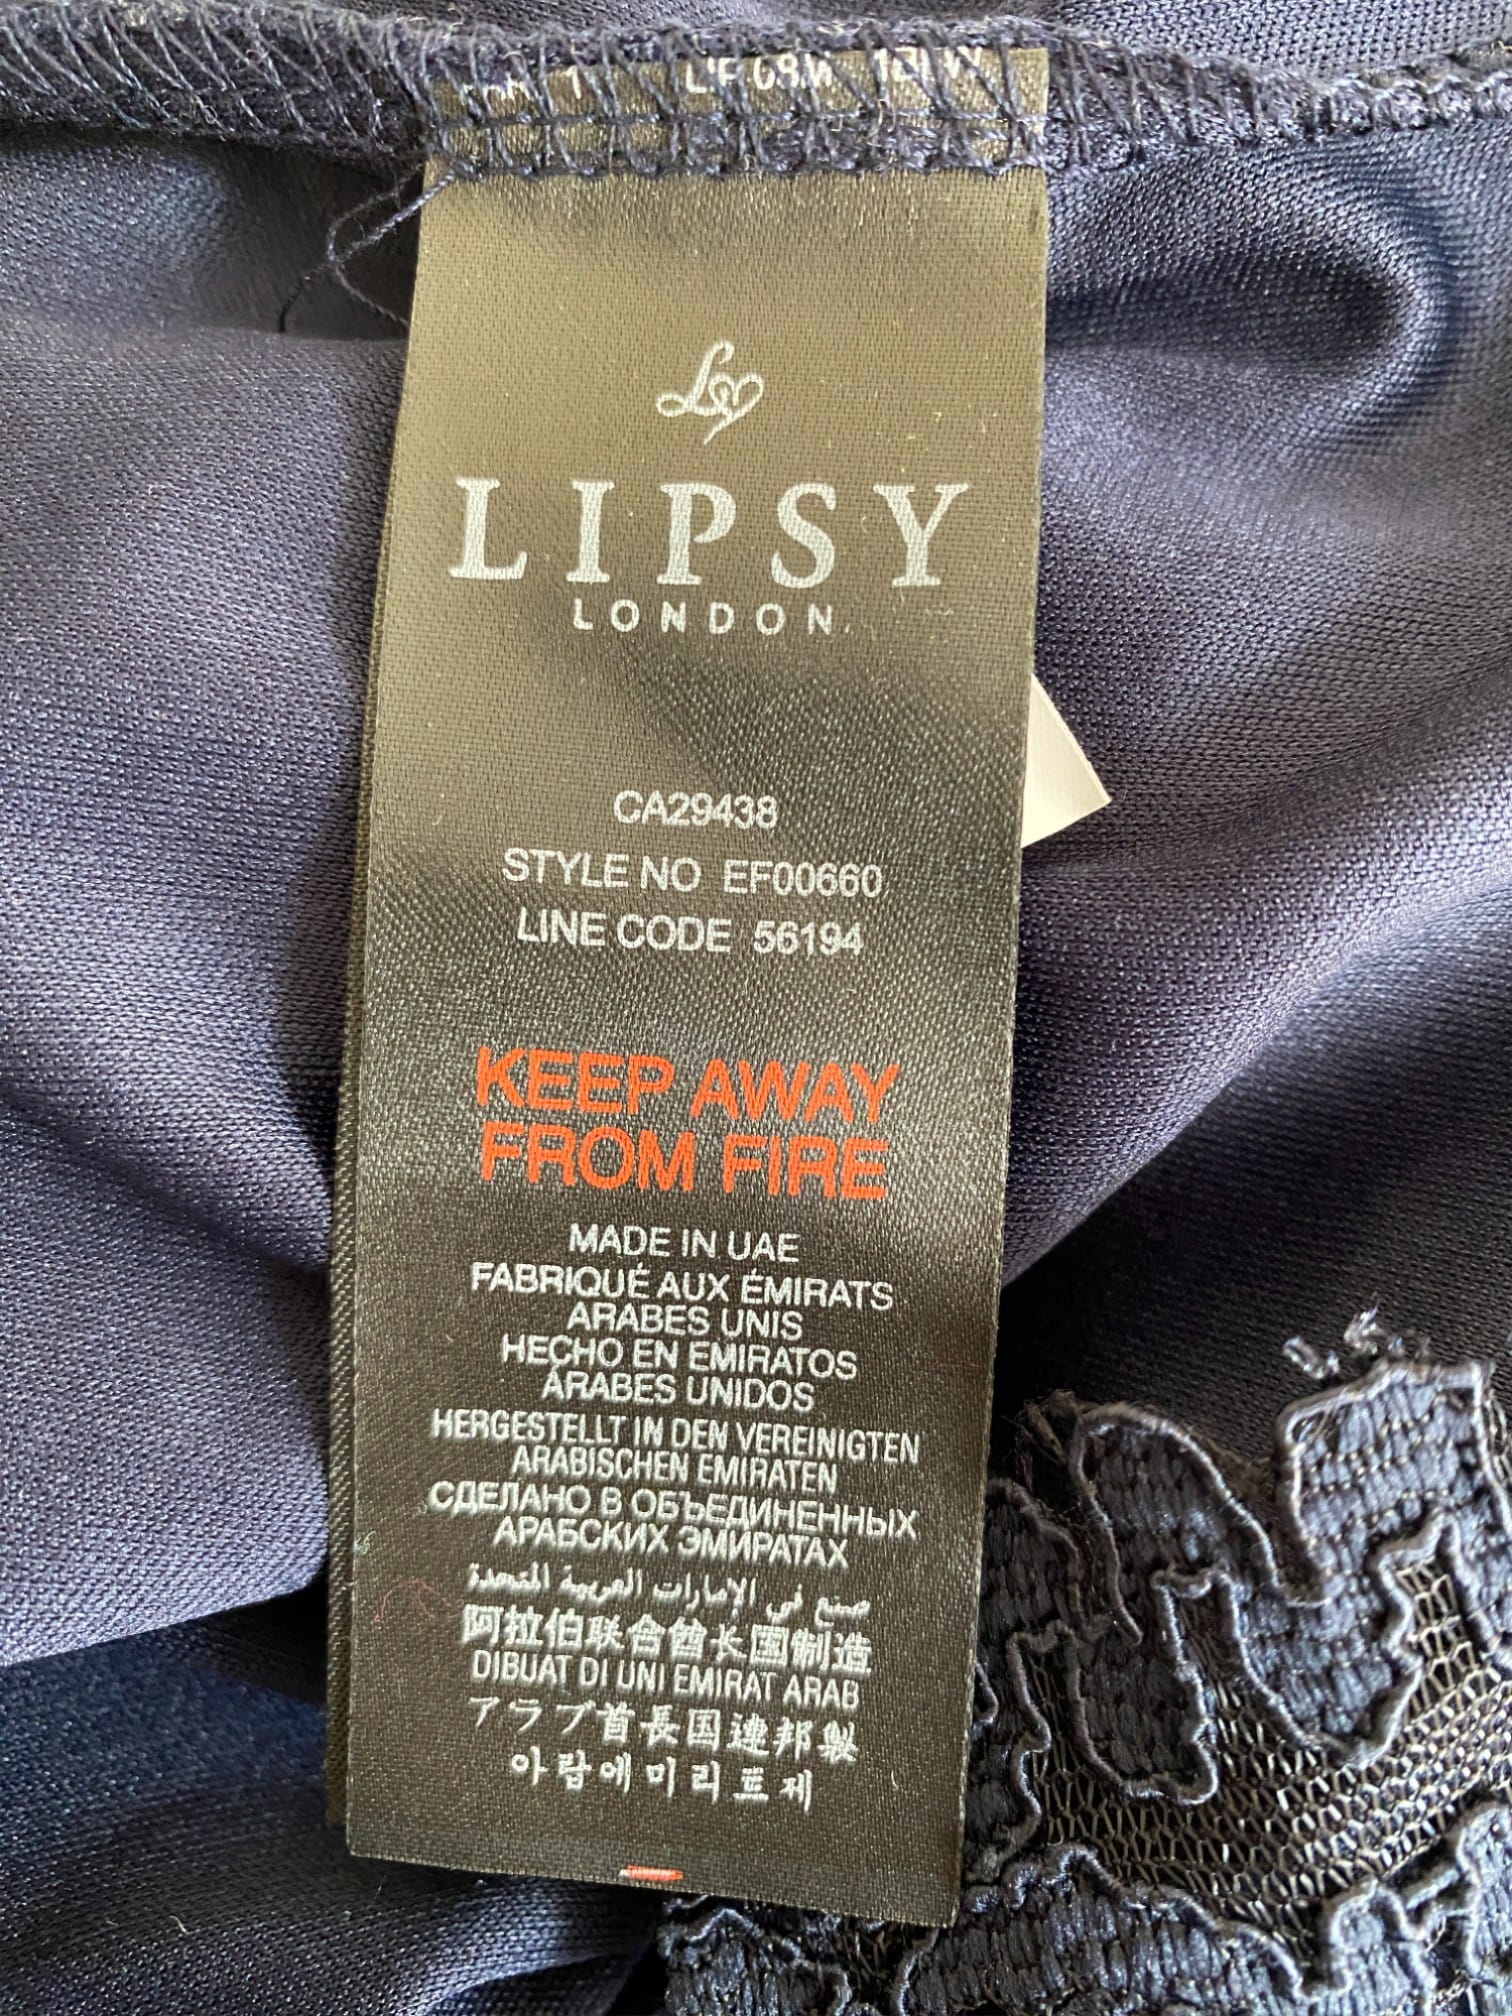 LIPSY
LONDON
CA29438
STYLE NO EF00660
LINE CODE 56194
KEEP AWAY
FROM FIRE
MADE IN UAE
FABRIQUÉ AUX ÉMIRATS
ARABES UNIS
HECHO EN EMIRATOS
ÁRABES UNIDOS
HERGESTELLT IN DEN VEREINIGTEN
ARABISCHEN EMIRATEN
СДЕЛАНО В ОБЪЕДИНЕННЫХ
АРАБСКИХ ЭМИРАТАХ
صنع في الإمارات العربية المتحدة
阿拉伯联合酋长国制造
DIBUAT DI UNI EMIRAT ARAB
アラブ首長国連邦製
아랍에미리트제